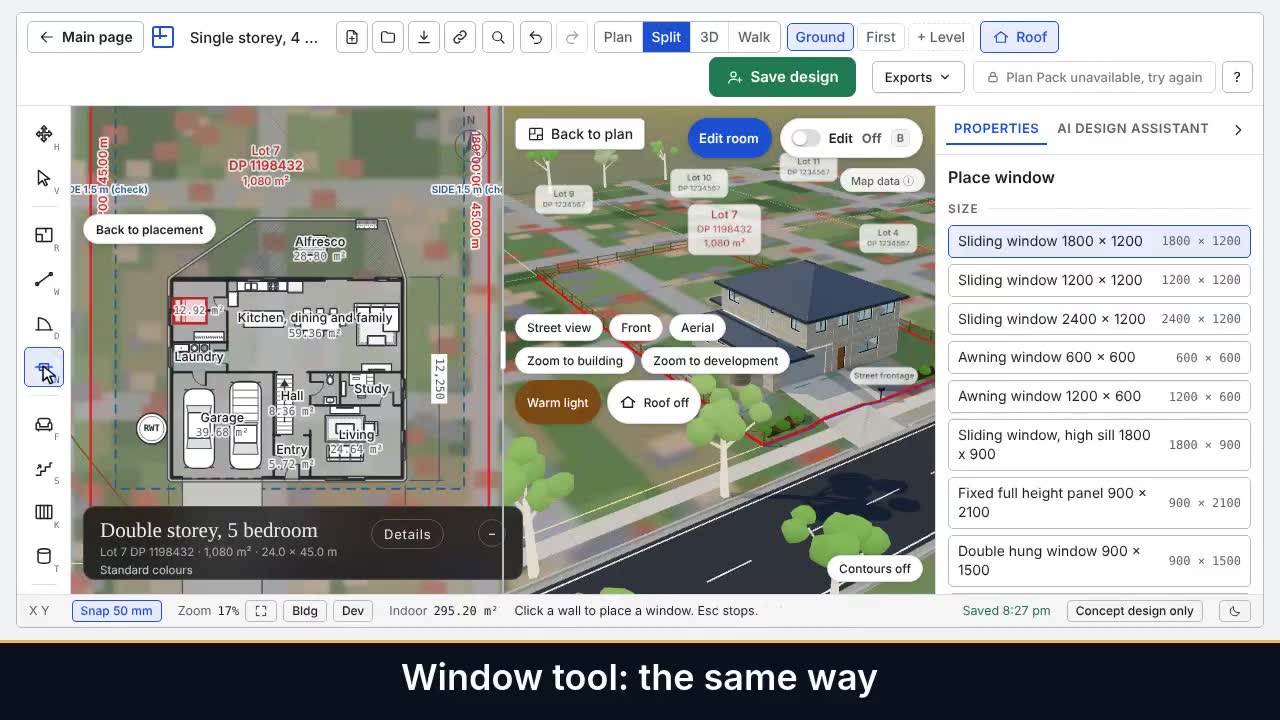 Main page
Single storey, 4 ...
Plan
Split
3D
Walk
Ground
First
+ Level
Roof
Save design
Exports
Plan Pack unavailable, try again
?
H
V
R
W
D
F
S
K
T
Lot 7
DP 1198432
1,080 m²
45.00 m
45.00 m
SIDE 1.5 m
N
Back to placement
Alfresco
28.80 m²
12.92 m²
Kitchen, dining and family
59.36 m²
Laundry
12,250
Hall
8.36 m²
Study
Garage
39.68 m²
Living
24.64 m²
Entry
5.72 m²
RWT
Double storey, 5 bedroom
Lot 7 DP 1198432 · 1,080 m² · 24.0 × 45.0 m
Standard colours
Details
−
Back to plan
Edit room
Edit Off B
Lot 11
DP 1234567
Map data ⓘ
Lot 10
DP 1234567
Lot 9
DP 1234567
Lot 7
DP 1198432
1,080 m²
Lot 4
DP 1234567
Street view
Front
Aerial
Zoom to building
Zoom to development
Warm light
Roof off
Street frontage
Contours off
PROPERTIES
AI DESIGN ASSISTANT
Place window
SIZE
Sliding window 1800 × 1200 1800 × 1200
Sliding window 1200 × 1200 1200 × 1200
Sliding window 2400 × 1200 2400 × 1200
Awning window 600 × 600 600 × 600
Awning window 1200 × 600 1200 × 600
Sliding window, high sill 1800
x 900
1800 × 900
Fixed full height panel 900 ×
2100
900 × 2100
Double hung window 900 ×
1500
900 × 1500
X Y
Snap 50 mm
Zoom 17%
Bldg
Dev
Indoor 295.20 m²
Click a wall to place a window. Esc stops.
Saved 8:27 pm
Concept design only
Window tool: the same way